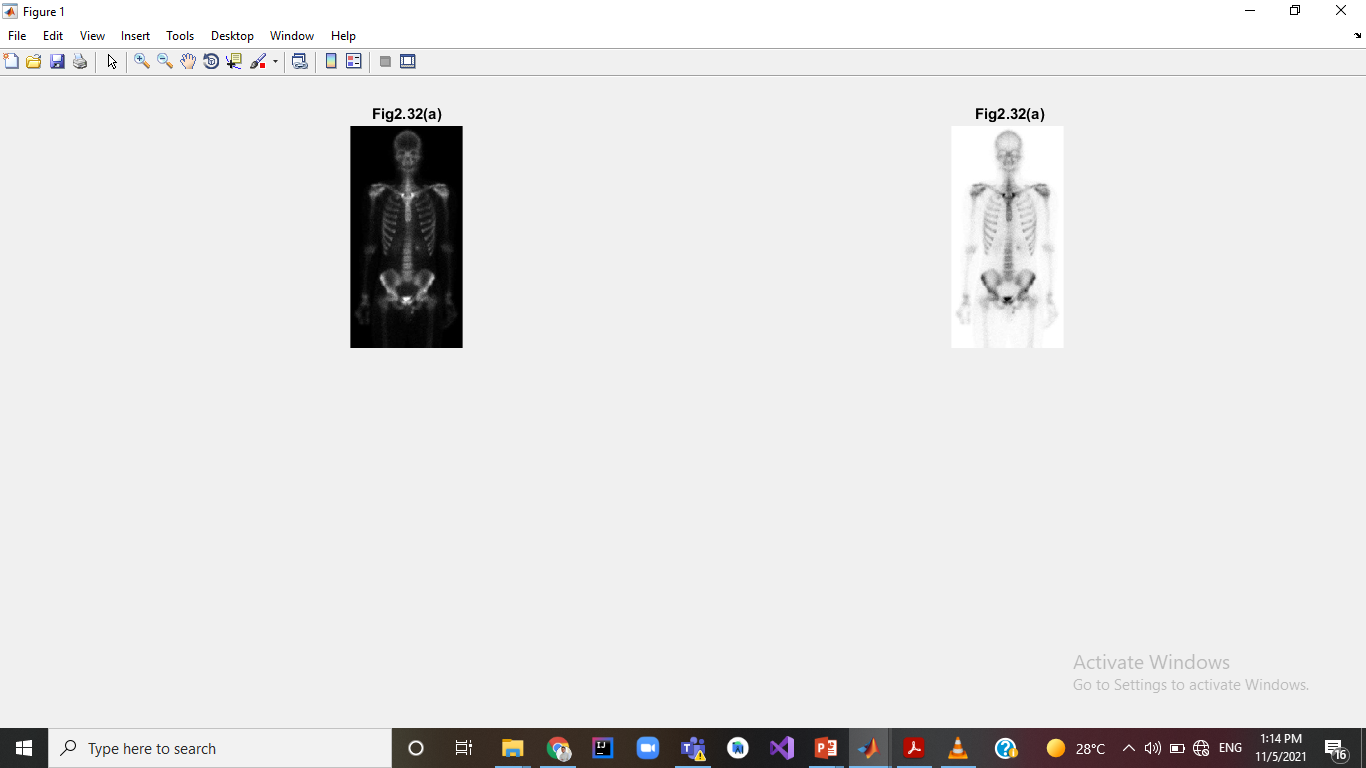 Figure 1
File Edit View Insert Tools Desktop Window Help
Fig2.32(a)
Fig2.32(a)
Activate Windows
Go to Settings to activate Windows.
Type here to search
28°C
ENG
1:14 PM
11/5/2021
16